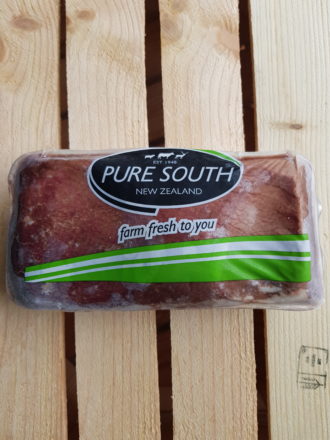 EST. 1948
PURE SOUTH
NEW ZEALAND
farm fresh to you